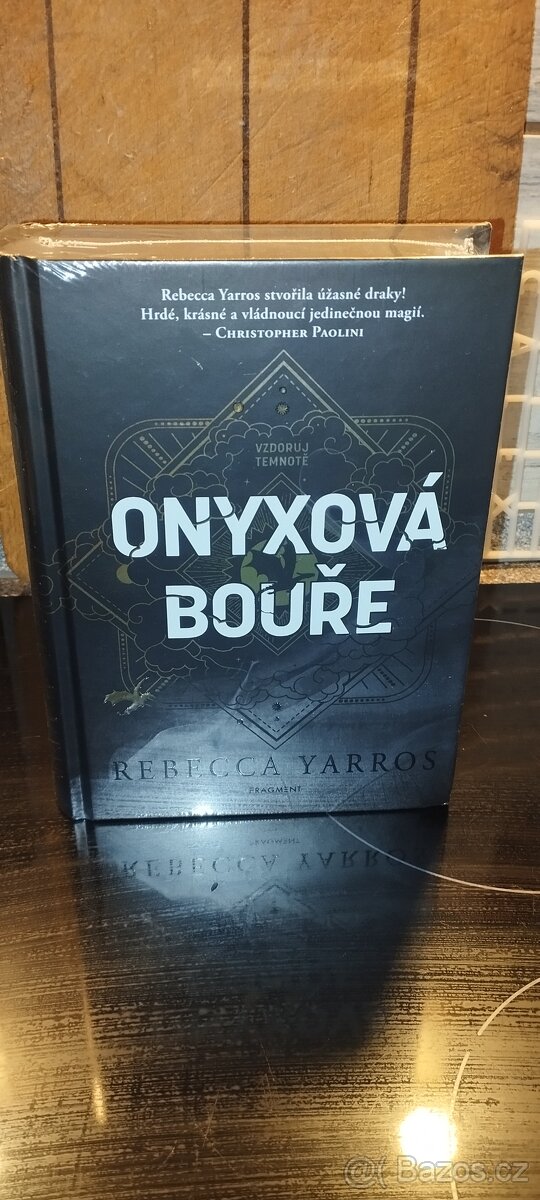 Rebecca Yarros stvořila úžasné draky!
Hrdé, krásné a vládnoucí jedinečnou magií.
– Christopher Paolini
VZDORUJ
TEMNOTĚ
ONYXOVÁ
BOUŘE
REBECCA YARROS
FRAGMENT
Bazos.cz